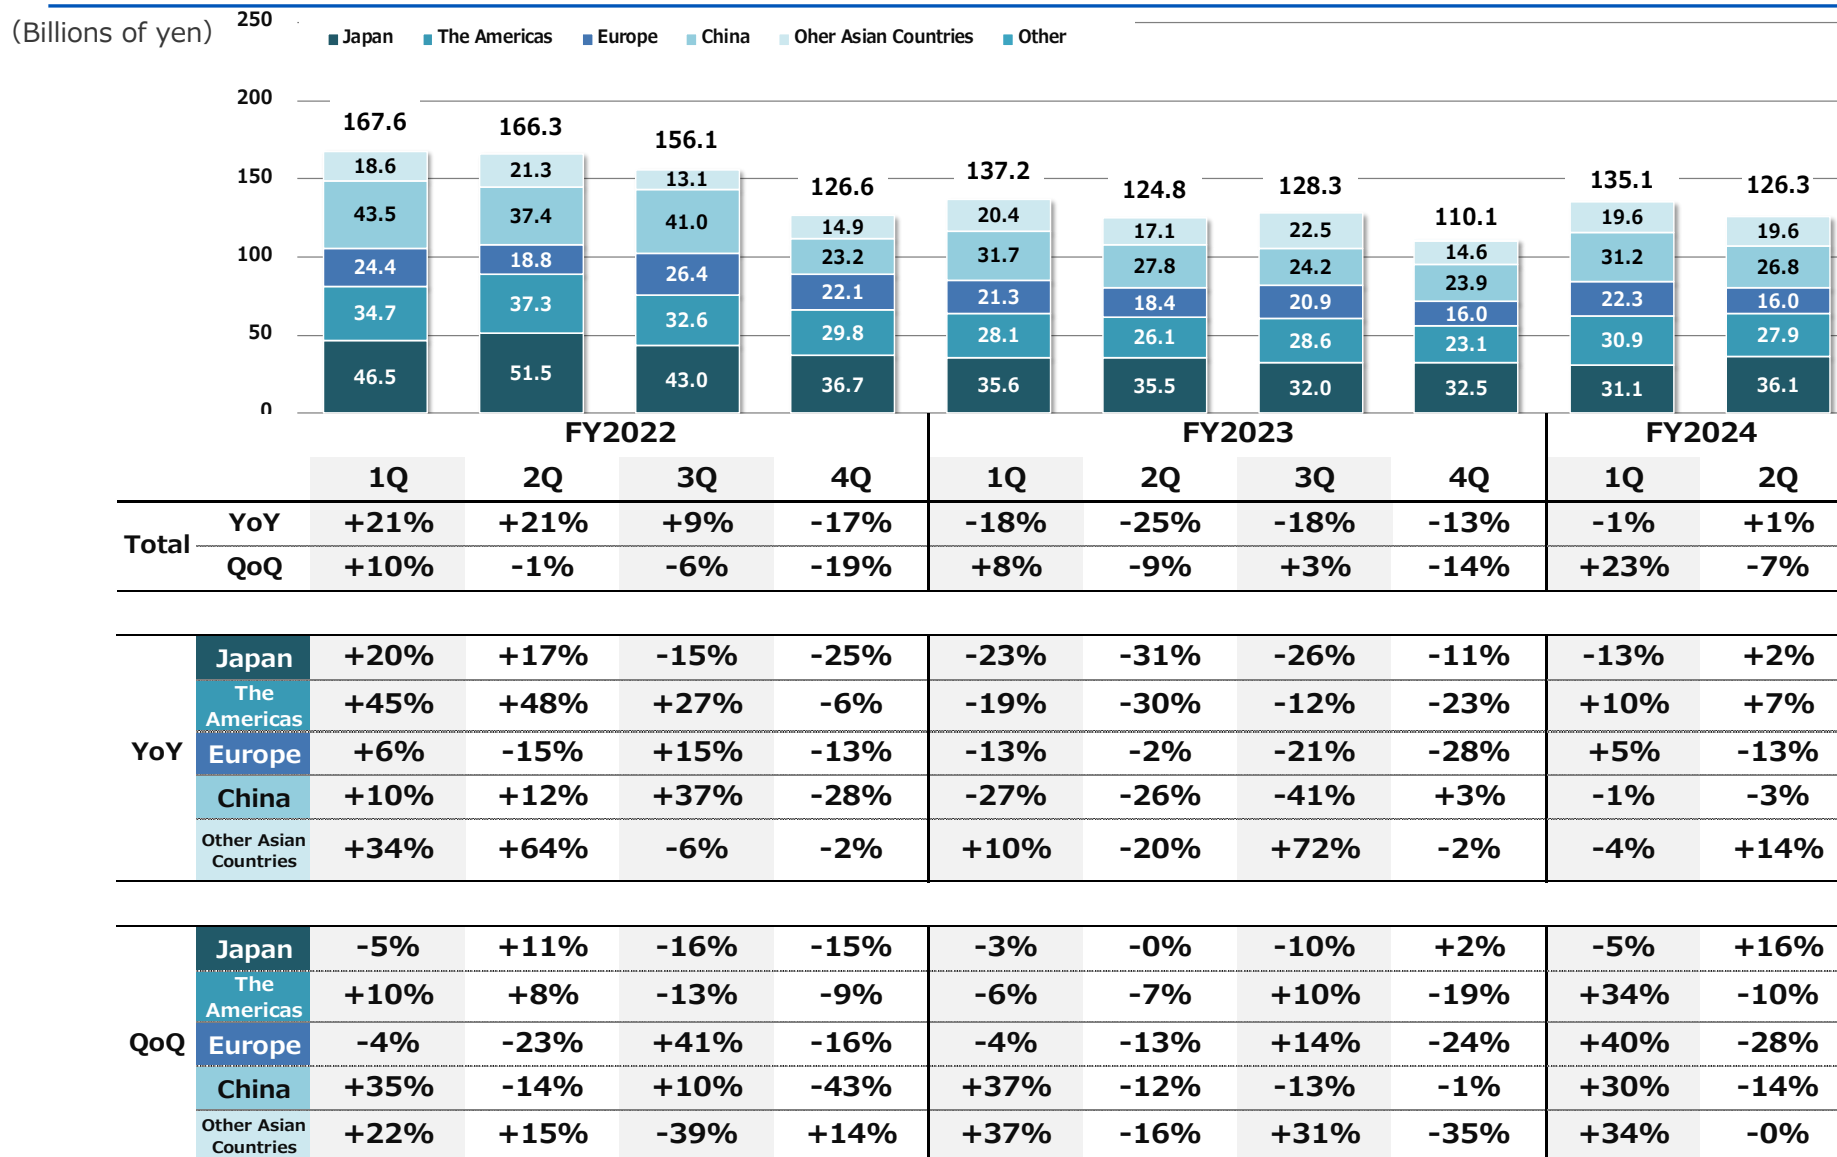 (Billions of yen)
250
200
150
100
50
0
Japan The Americas Europe China Oher Asian Countries Other
167.6 166.3 156.1 126.6 137.2 124.8 128.3 110.1 135.1 126.3
18.6 21.3 13.1 14.9 20.4 17.1 22.5 14.6 19.6 19.6
43.5 37.4 41.0 23.2 31.7 27.8 24.2 23.9 31.2 26.8
24.4 18.8 26.4 22.1 21.3 18.4 20.9 16.0 22.3 16.0
34.7 37.3 32.6 29.8 28.1 26.1 28.6 23.1 30.9 27.9
46.5 51.5 43.0 36.7 35.6 35.5 32.0 32.5 31.1 36.1
FY2022 FY2023 FY2024
1Q 2Q 3Q 4Q 1Q 2Q 3Q 4Q 1Q 2Q
Total
YoY +21% +21% +9% -17% -18% -25% -18% -13% -1% +1%
QoQ +10% -1% -6% -19% +8% -9% +3% -14% +23% -7%
YoY
Japan +20% +17% -15% -25% -23% -31% -26% -11% -13% +2%
The
Americas +45% +48% +27% -6% -19% -30% -12% -23% +10% +7%
Europe +6% -15% +15% -13% -13% -2% -21% -28% +5% -13%
China +10% +12% +37% -28% -27% -26% -41% +3% -1% -3%
Other Asian
Countries +34% +64% -6% -2% +10% -20% +72% -2% -4% +14%
QoQ
Japan -5% +11% -16% -15% -3% -0% -10% +2% -5% +16%
The
Americas +10% +8% -13% -9% -6% -7% +10% -19% +34% -10%
Europe -4% -23% +41% -16% -4% -13% +14% -24% +40% -28%
China +35% -14% +10% -43% +37% -12% -13% -1% +30% -14%
Other Asian
Countries +22% +15% -39% +14% +37% -16% +31% -35% +34% -0%